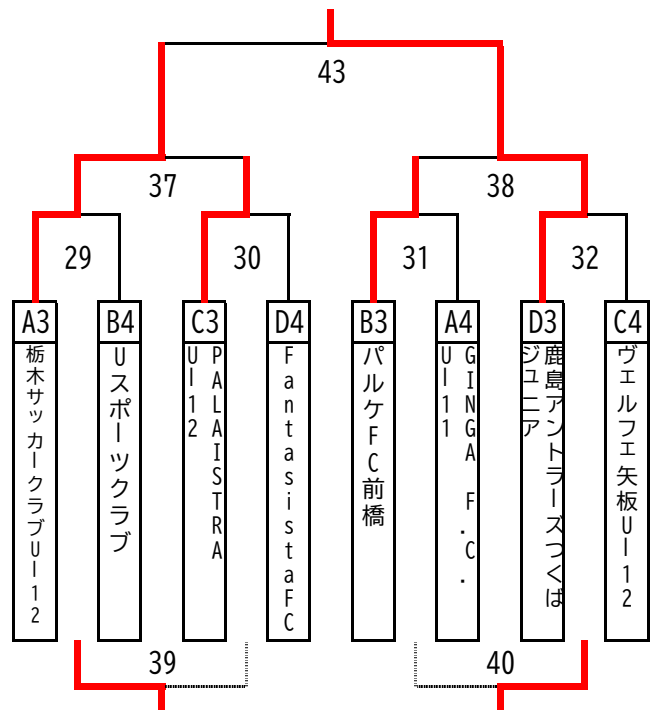 43
37
38
29
30
31
32
A3
B4
C3
D4
B3
A4
D3
C4
栃木サッカークラブU-12
Uスポーツクラブ
PALAISTRA
U-12
FantasistaFC
パルケFC前橋
GINGA F.C.
U-11
鹿島アントラーズつくば
ジュニア
ヴェルフェ矢板U-12
39
40